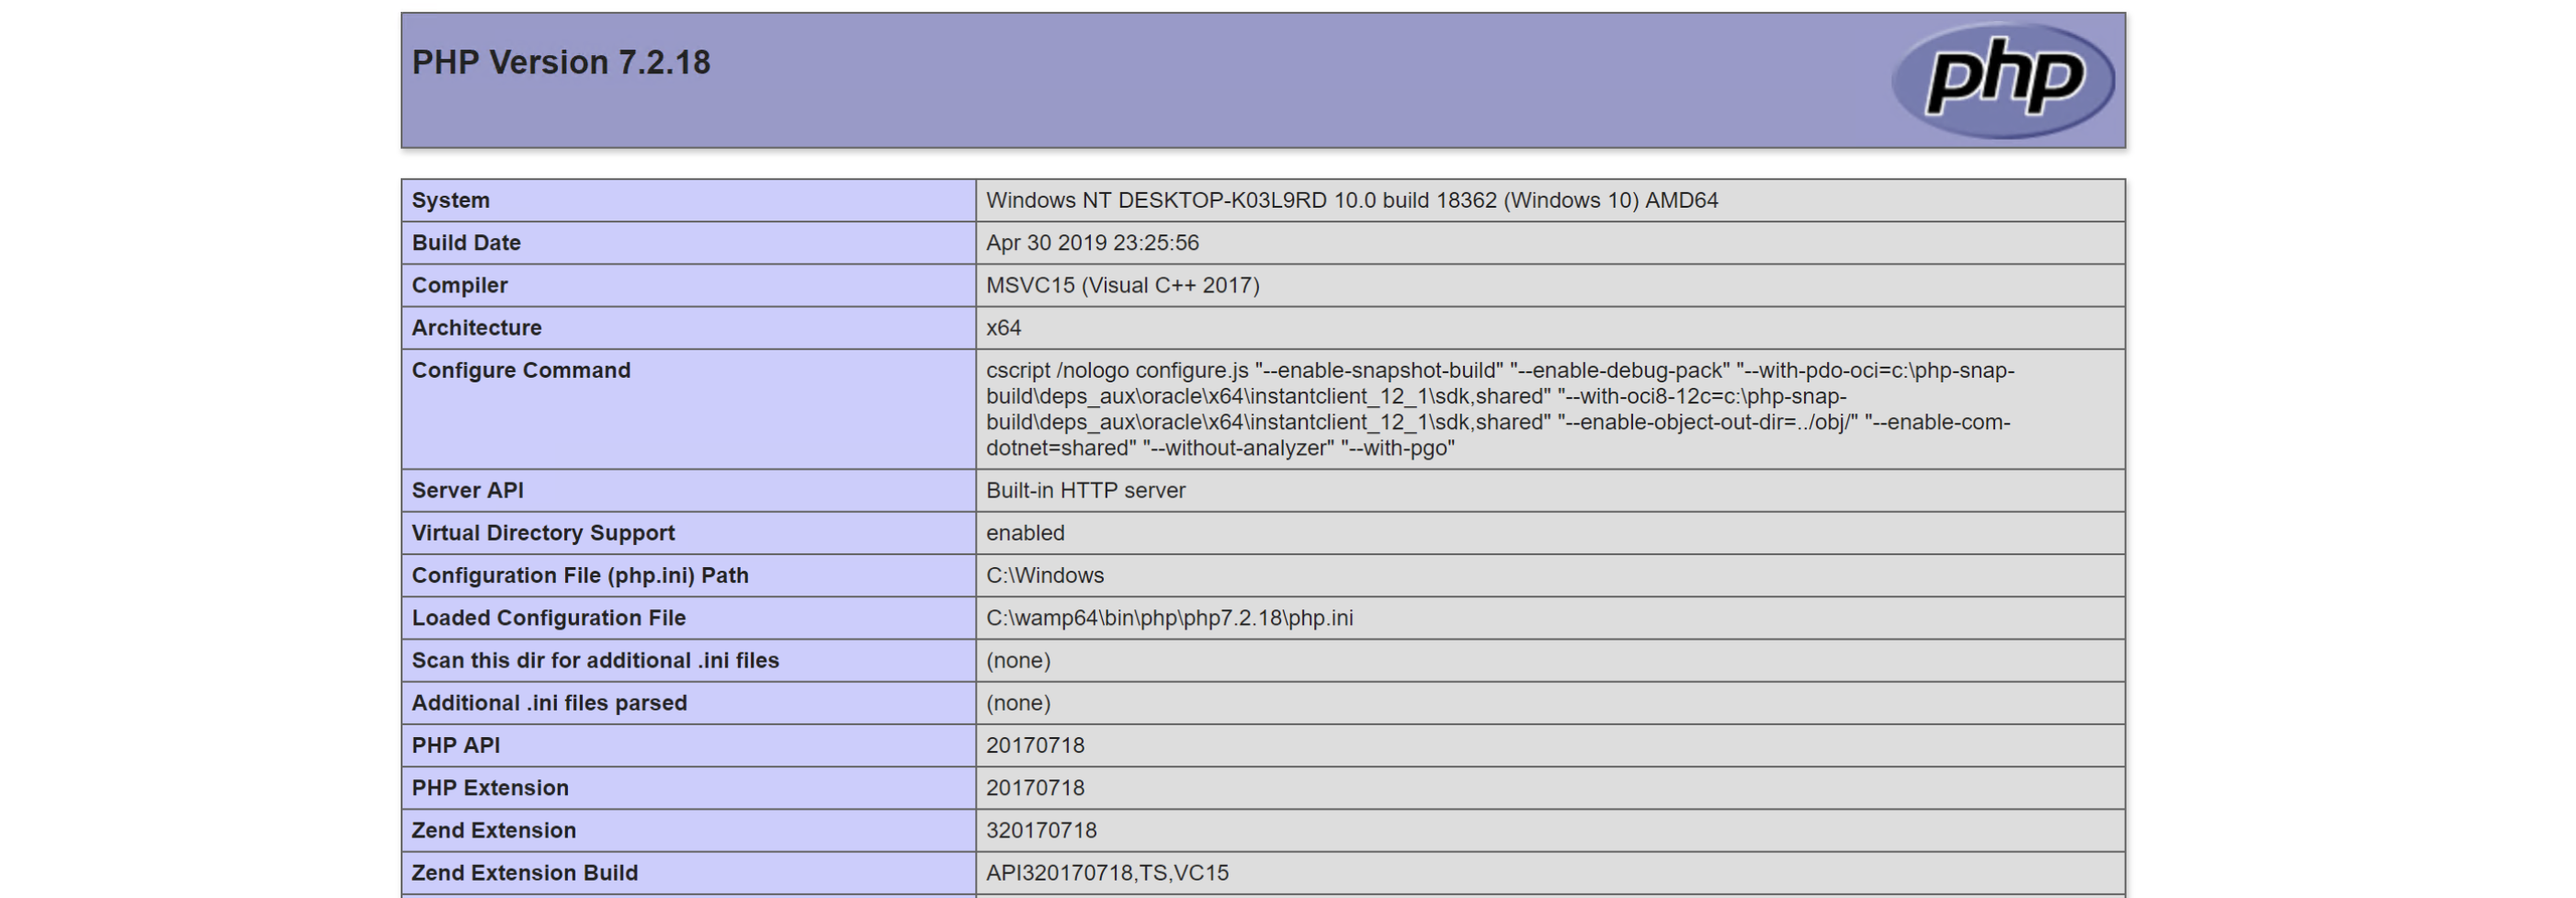 PHP Version 7.2.18
php
System Windows NT DESKTOP-K03L9RD 10.0 build 18362 (Windows 10) AMD64
Build Date Apr 30 2019 23:25:56
Compiler MSVC15 (Visual C++ 2017)
Architecture x64
Configure Command cscript /nologo configure.js "--enable-snapshot-build" "--enable-debug-pack" "--with-pdo-oci=c:\php-snap-
build\deps_aux\oracle\x64\instantclient_12_1\sdk,shared" "--with-oci8-12c=c:\php-snap-
build\deps_aux\oracle\x64\instantclient_12_1\sdk,shared" "--enable-object-out-dir=../obj/" "--enable-com-
dotnet=shared" "--without-analyzer" "--with-pgo"
Server API Built-in HTTP server
Virtual Directory Support enabled
Configuration File (php.ini) Path C:\Windows
Loaded Configuration File C:\wamp64\bin\php\php7.2.18\php.ini
Scan this dir for additional .ini files (none)
Additional .ini files parsed (none)
PHP API 20170718
PHP Extension 20170718
Zend Extension 320170718
Zend Extension Build API320170718,TS,VC15